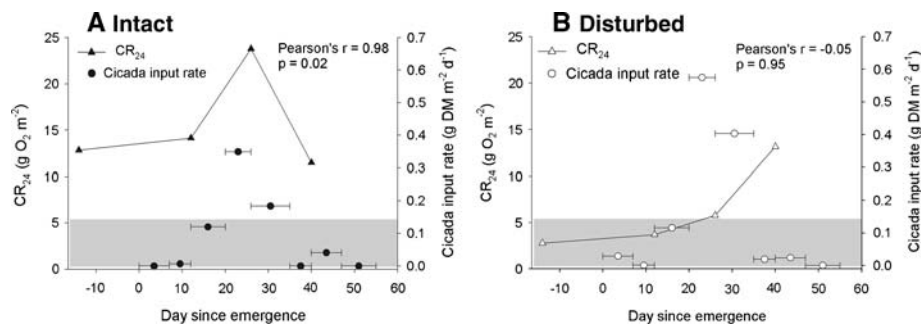 A Intact
CR24
Cicada input rate
Pearson's r = 0.98
p = 0.02
25
20
15
10
5
0
CR24 (g O2 m-2)
0.7
0.6
0.5
0.4
0.3
0.2
0.1
0.0
Cicada input rate (g DM m-2 d-1)
-10 0 10 20 30 40 50 60
Day since emergence
B Disturbed
CR24
Cicada input rate
Pearson's r = -0.05
p = 0.95
25
20
15
10
5
0
CR24 (g O2 m-2)
0.7
0.6
0.5
0.4
0.3
0.2
0.1
0.0
Cicada input rate (g DM m-2 d-1)
-10 0 10 20 30 40 50 60
Day since emergence